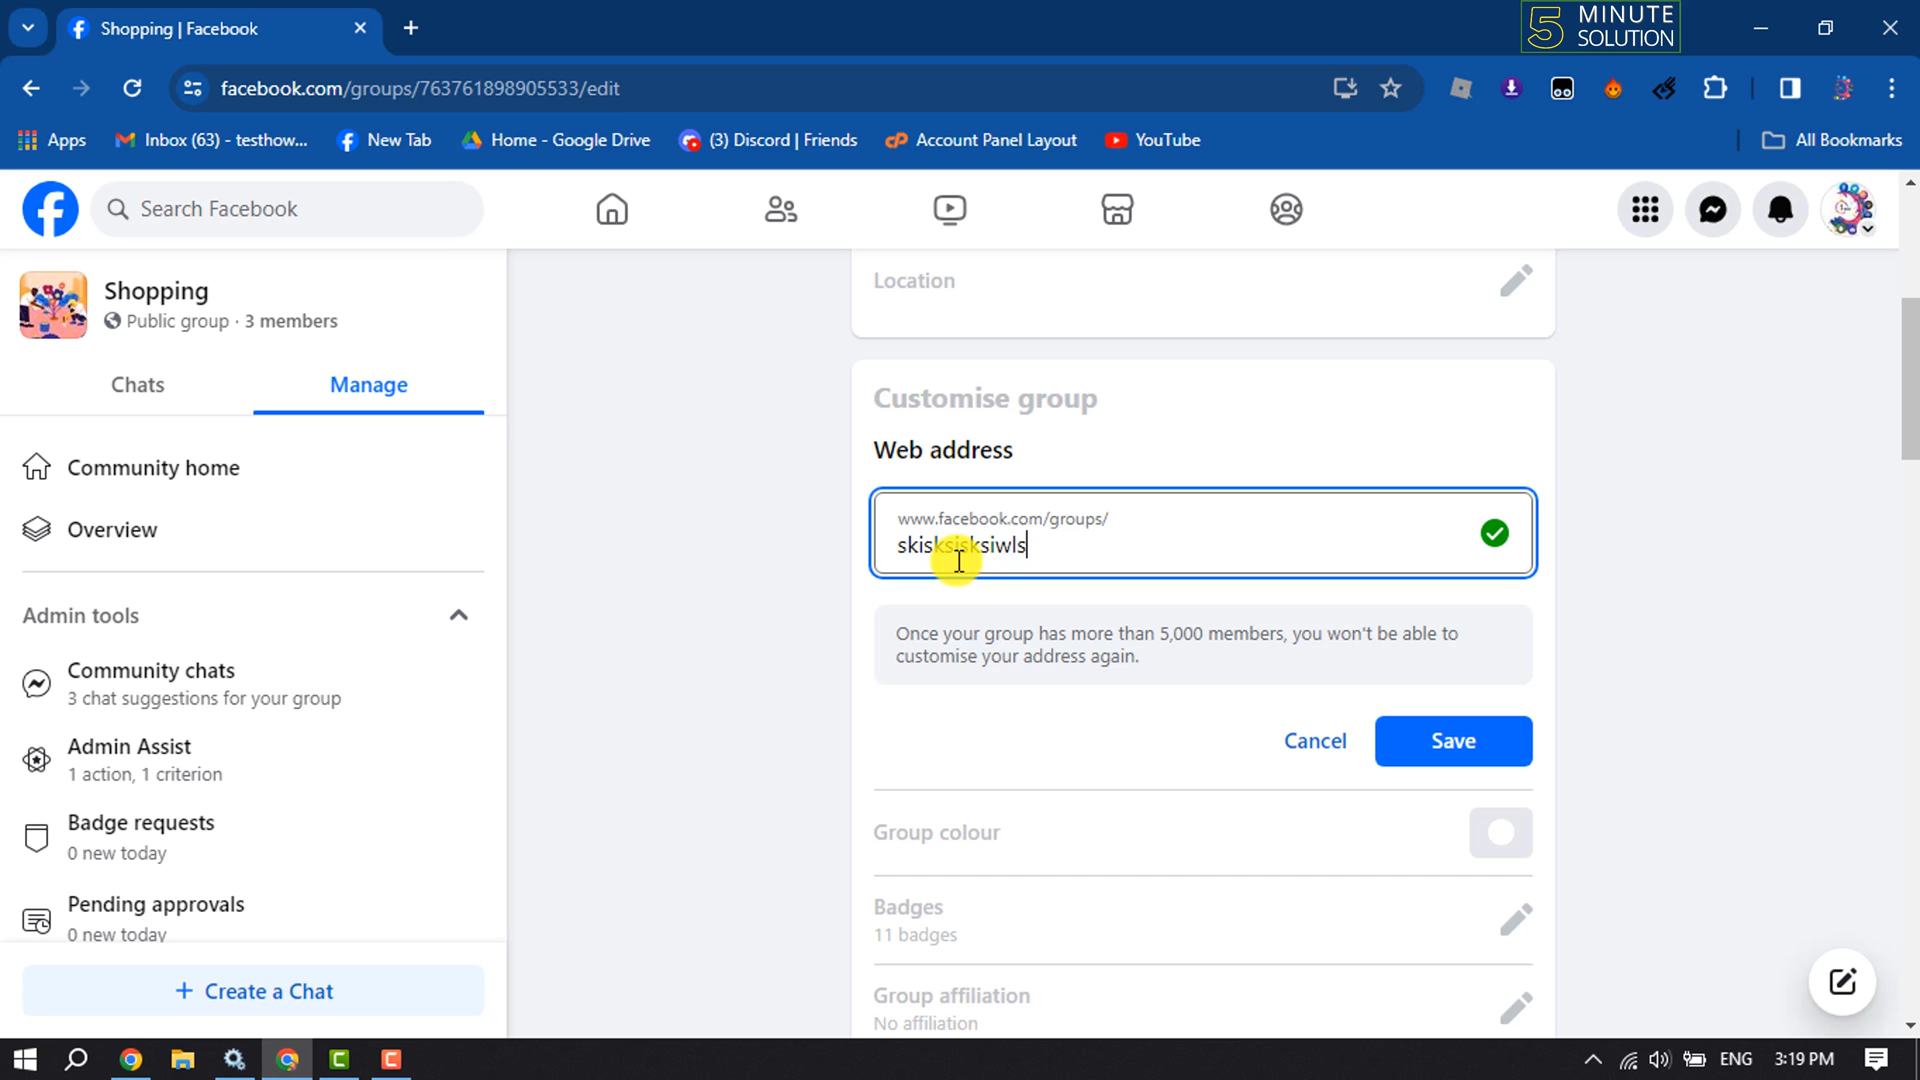 Shopping | Facebook
5 MINUTE
SOLUTION
facebook.com/groups/763761898905533/edit
Apps
Inbox (63) - testhow...
New Tab
Home - Google Drive
(3) Discord | Friends
Account Panel Layout
YouTube
All Bookmarks
Search Facebook
Shopping
Public group · 3 members
Chats
Manage
Community home
Overview
Admin tools
Community chats
3 chat suggestions for your group
Admin Assist
1 action, 1 criterion
Badge requests
0 new today
Pending approvals
0 new today
+ Create a Chat
Location
Customise group
Web address
www.facebook.com/groups/
skisksisksiwls
Once your group has more than 5,000 members, you won't be able to
customise your address again.
Cancel
Save
Group colour
Badges
11 badges
Group affiliation
No affiliation
ENG
3:19 PM